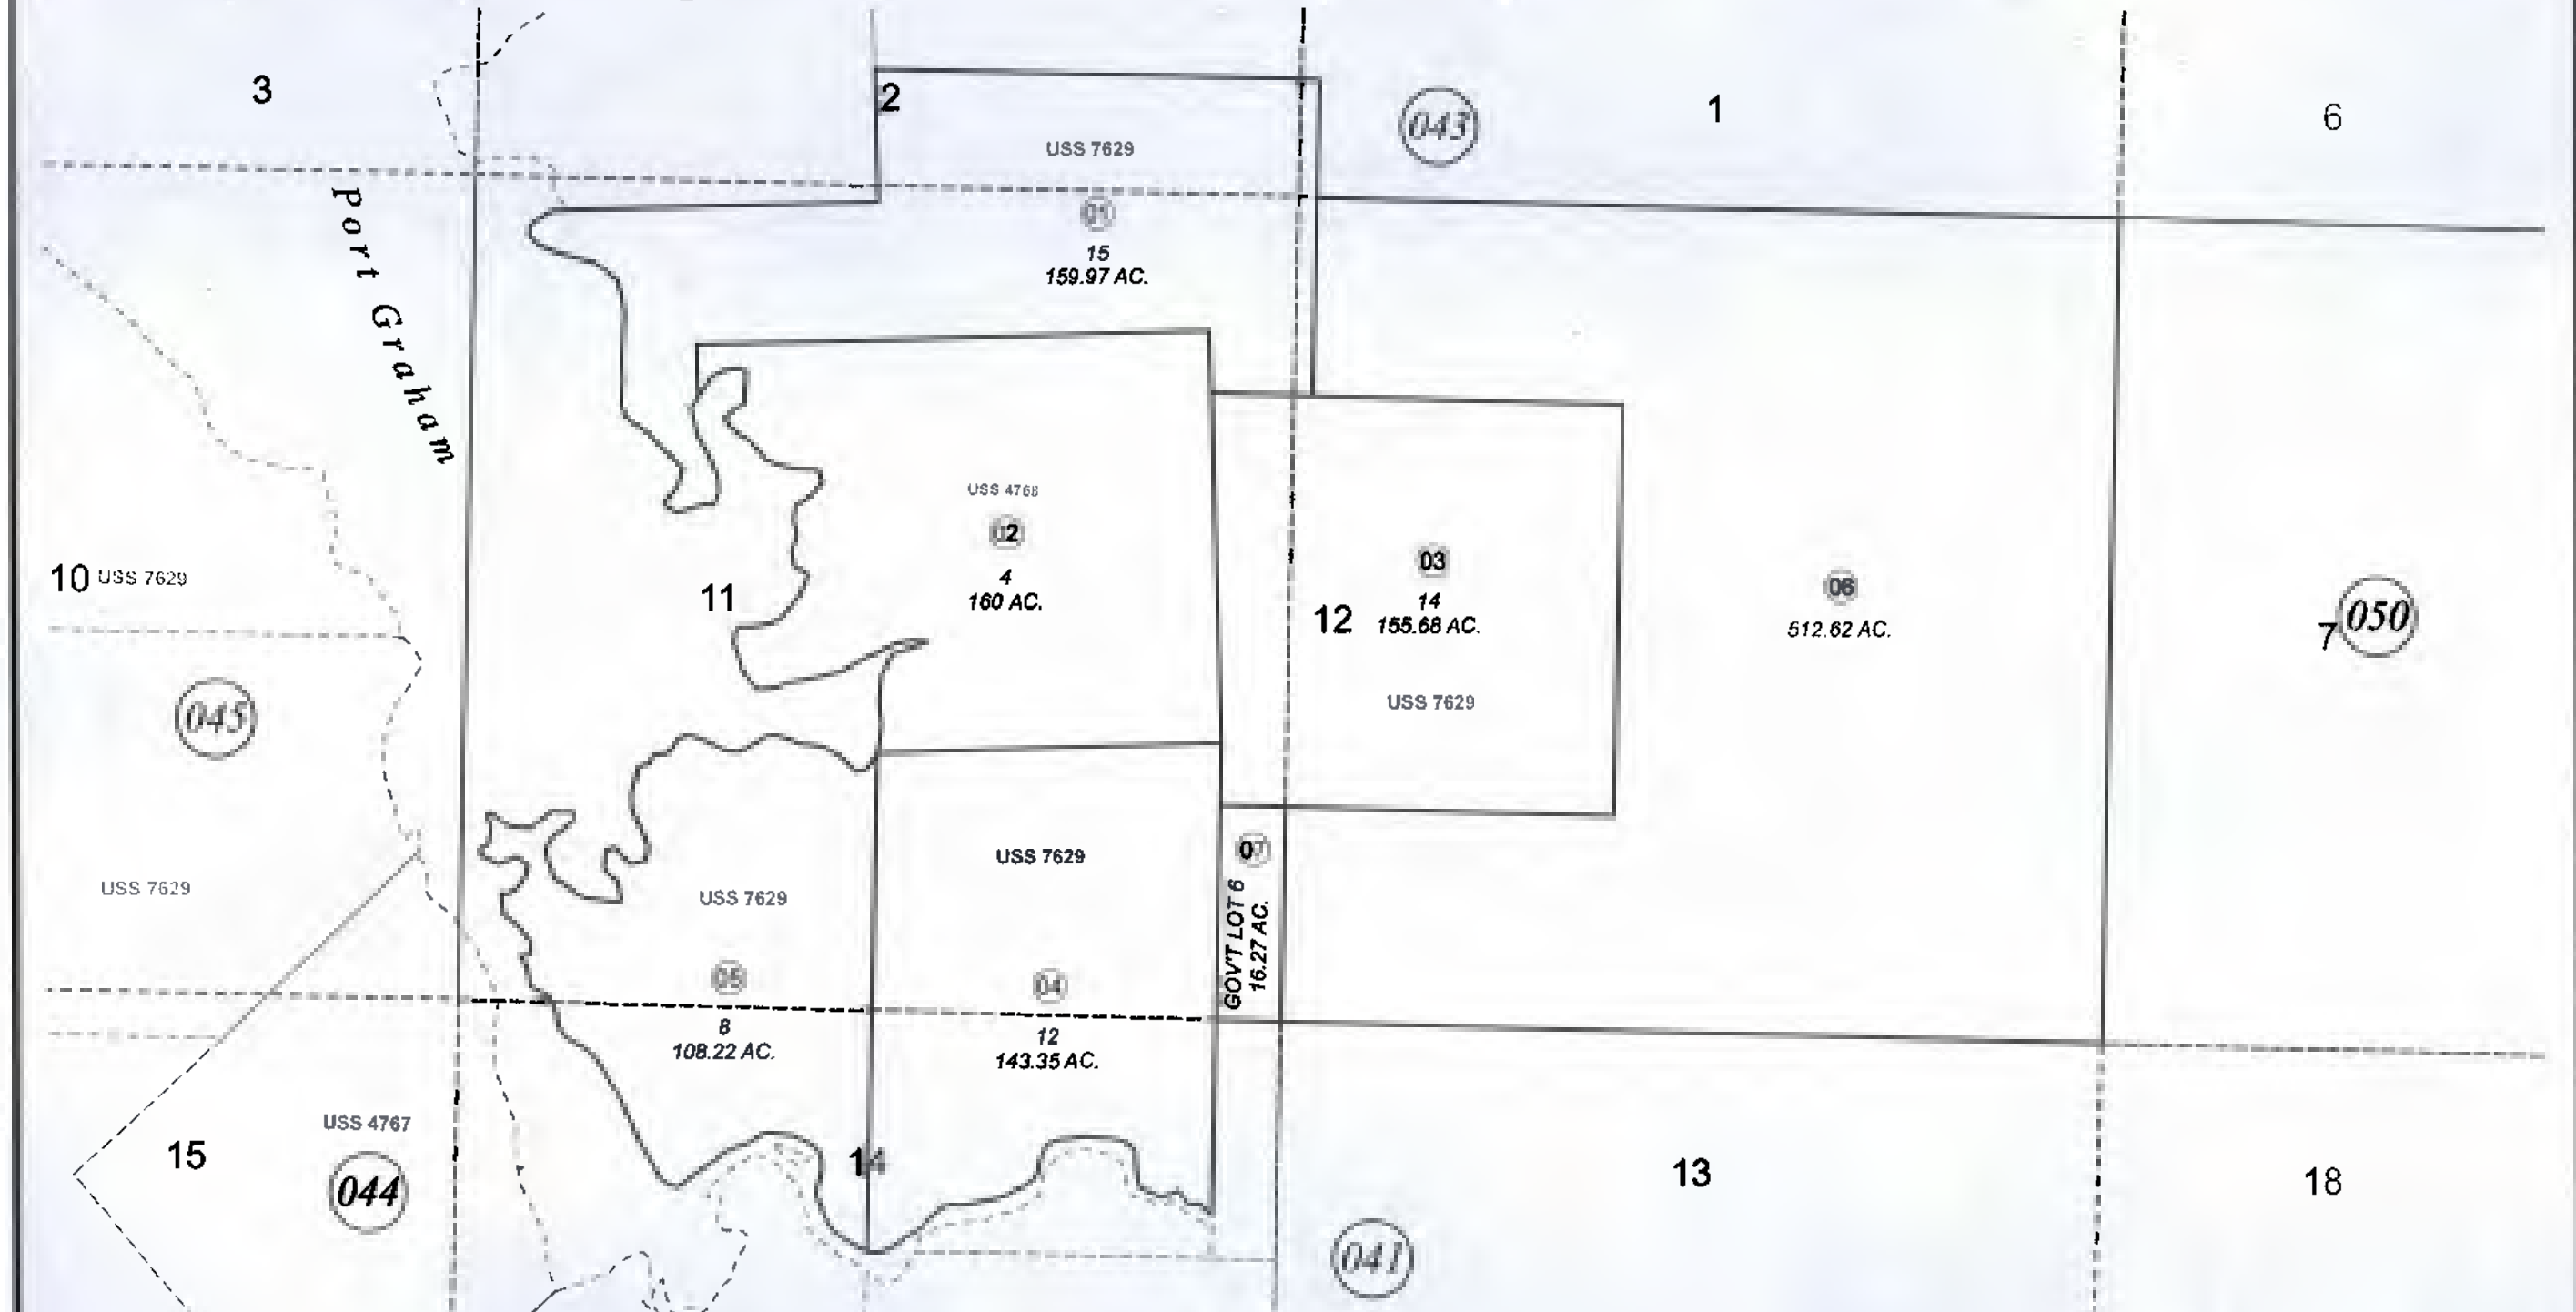 3
2
043
1
6
USS 7629
Port Graham
01
15
159.97 AC.
USS 4768
02
4
160 AC.
10
USS 7629
11
12
03
14
155.68 AC.
USS 7629
06
512.62 AC.
7
050
045
USS 7629
USS 7629
05
8
108.22 AC.
USS 7629
04
12
143.35 AC.
07
GOV'T LOT 6
16.27 AC.
USS 4767
15
044
14
13
18
041